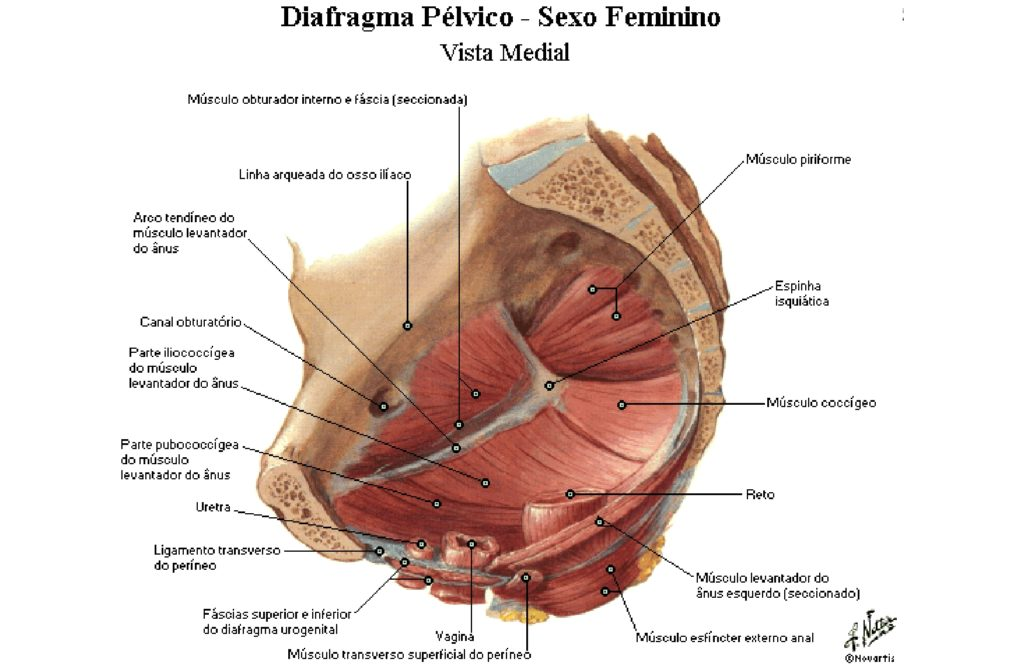 Diafragma Pélvico - Sexo Feminino
Vista Medial
Músculo obturador interno e fáscia (seccionada)
Músculo piriforme
Linha arqueada do osso ilíaco
Arco tendíneo do
músculo levantador
do ânus
Espinha
isquiática
Canal obturatório
Parte iliococcígea
do músculo
levantador do ânus
Músculo coccígeo
Parte pubococcígea
do músculo
levantador do ânus
Reto
Uretra
Ligamento transverso
do períneo
Músculo levantador do
ânus esquerdo (seccionado)
Fáscias superior e inferior
do diafragma urogenital
Vagina
Músculo esfíncter externo anal
Músculo transverso superficial do períneo
F. Netter
©Novartis